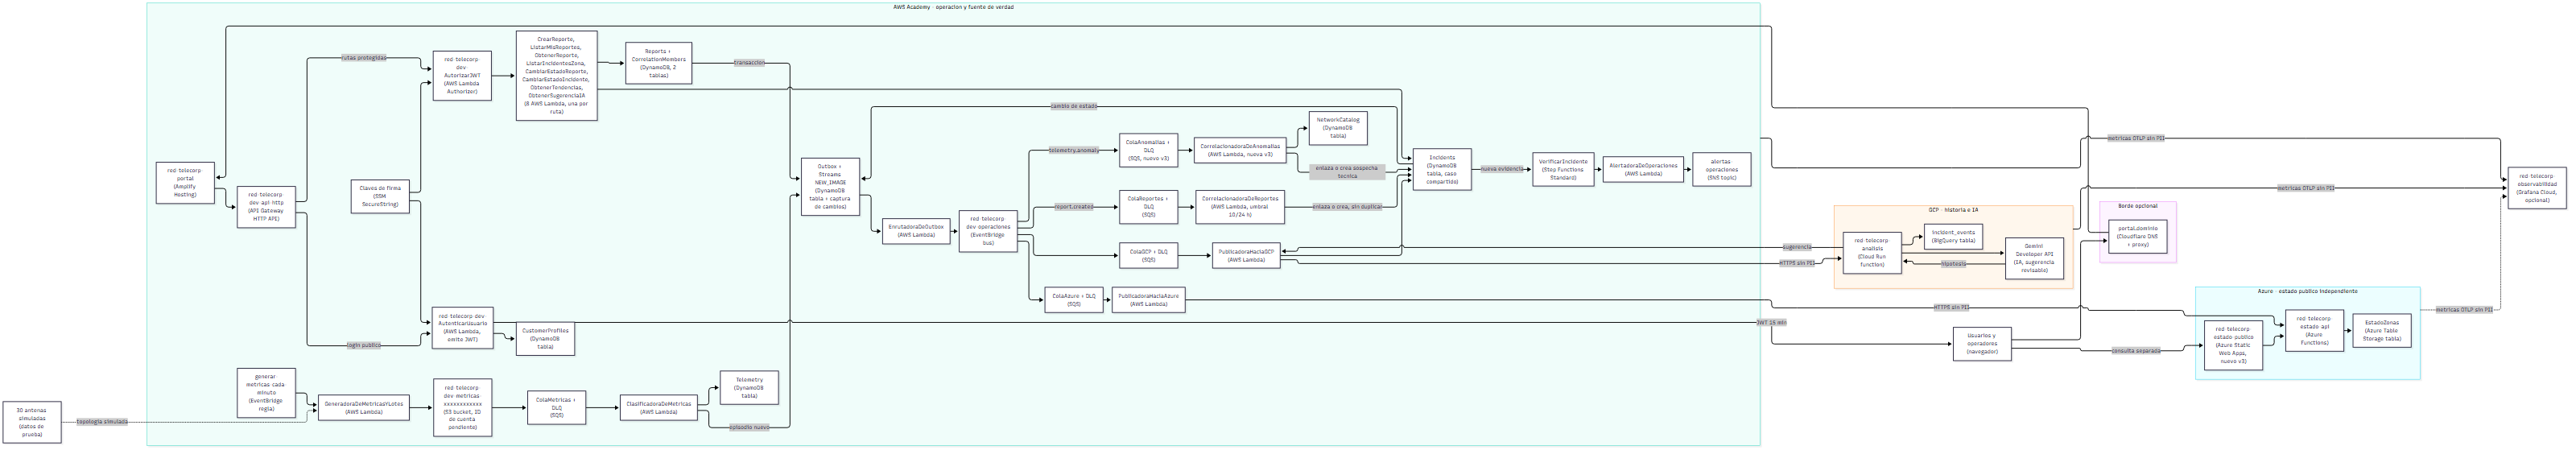 AWS Academy - operacion y fuente de verdad
rutas protegidas
red-telecorp-
dev-
AutorizarJWT
(AWS Lambda
Authorizer)
CrearReporte,
ListarMisReportes,
ObtenerReporte,
ListarIncidentesZona,
CambiarEstadoReporte,
CambiarEstadoIncidente,
ObtenerTendencias,
ObtenerSugerenciaIA
(8 AWS Lambda, una por
ruta)
Reports +
CorrelationMembers
(DynamoDB, 2
tablas)
transaccion
cambio de estado
NetworkCatalog
(DynamoDB
tabla)
metricas OTLP sin PII
red-telecorp-
portal
(Amplify
Hosting)
red-telecorp-
dev-api-http
(API Gateway
HTTP API)
Claves de firma
(SSM
SecureString)
Outbox +
Streams
NEW_IMAGE
(DynamoDB
tabla + captura
de cambios)
telemetry.anomaly
ColaAnomalias +
DLQ
(SQS, nuevo v3)
CorrelacionadoraDeAnomalias
(AWS Lambda, nuevo v3)
enlaza o crea sospecha
tecnica
Incidents
(DynamoDB
tabla, caso
compartido)
nueva evidencia
VerificarIncidente
(Step Functions
Standard)
AlertadoraDeOperaciones
(AWS Lambda)
alertas-
operaciones
(SNS topic)
red-telecorp-
observabilidad
(Grafana Cloud,
opcional)
metricas OTLP sin PII
EnrutadoraDeOutbox
(AWS Lambda)
red-telecorp-
dev-operaciones
(EventBridge
bus)
report.created
ColaReportes +
DLQ
(SQS)
CorrelacionadoraDeReportes
(AWS Lambda, umbral
10/24 h)
enlaza o crea, sin duplicar
ColaGCP + DLQ
(SQS)
PublicadoraHaciaGCP
(AWS Lambda)
sugerencia
HTTPS sin PII
GCP - historia e IA
red-telecorp-
analisis
(Cloud Run
function)
incident_events
(BigQuery tabla)
hipotesis
Gemini
Developer API
(IA, sugerencia
revisable)
Borde opcional
portal.dominio
(Cloudflare DNS
+ proxy)
ColaAzure + DLQ
(SQS)
PublicadoraHaciaAzure
(AWS Lambda)
HTTPS sin PII
JWT 15 min
Usuarios y
operadores
(navegador)
consulta separada
Azure - estado publico independiente
red-telecorp-
estado-publico
(Azure Static
Web Apps,
nuevo v3)
red-telecorp-
estado-api
(Azure
Functions)
EstadoZonas
(Azure Table
Storage tabla)
metricas OTLP sin PII
red-telecorp-dev-
AutenticarUsuario
(AWS Lambda,
emite JWT)
login publico
CustomerProfiles
(DynamoDB
tabla)
30 antenas
simuladas
(datos de
prueba)
topologia simulada
generar-
metricas-cada-
minuto
(EventBridge
regla)
GeneradoraDeMetricasYLotes
(AWS Lambda)
red-telecorp-
dev-metricas-
xxxxxxxxxxxx
(S3 bucket, ID
de cuenta
pendiente)
ColaMetricas +
DLQ
(SQS)
ClasificadoraDeMetricas
(AWS Lambda)
Telemetry
(DynamoDB
tabla)
episodio nuevo